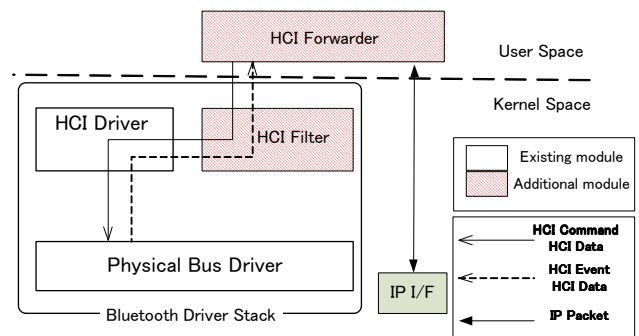 HCI Forwarder
User Space
Kernel Space
HCI Driver
HCI Filter
Existing module
Additional module
Physical Bus Driver
IP I/F
HCI Command
HCI Data
HCI Event
HCI Data
IP Packet
Bluetooth Driver Stack